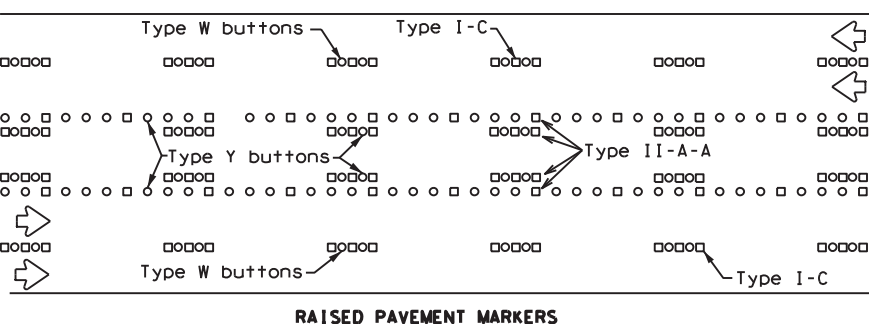 Type W buttons
Type I-C
Type Y buttons
Type II-A-A
Type W buttons
Type I-C
RAISED PAVEMENT MARKERS